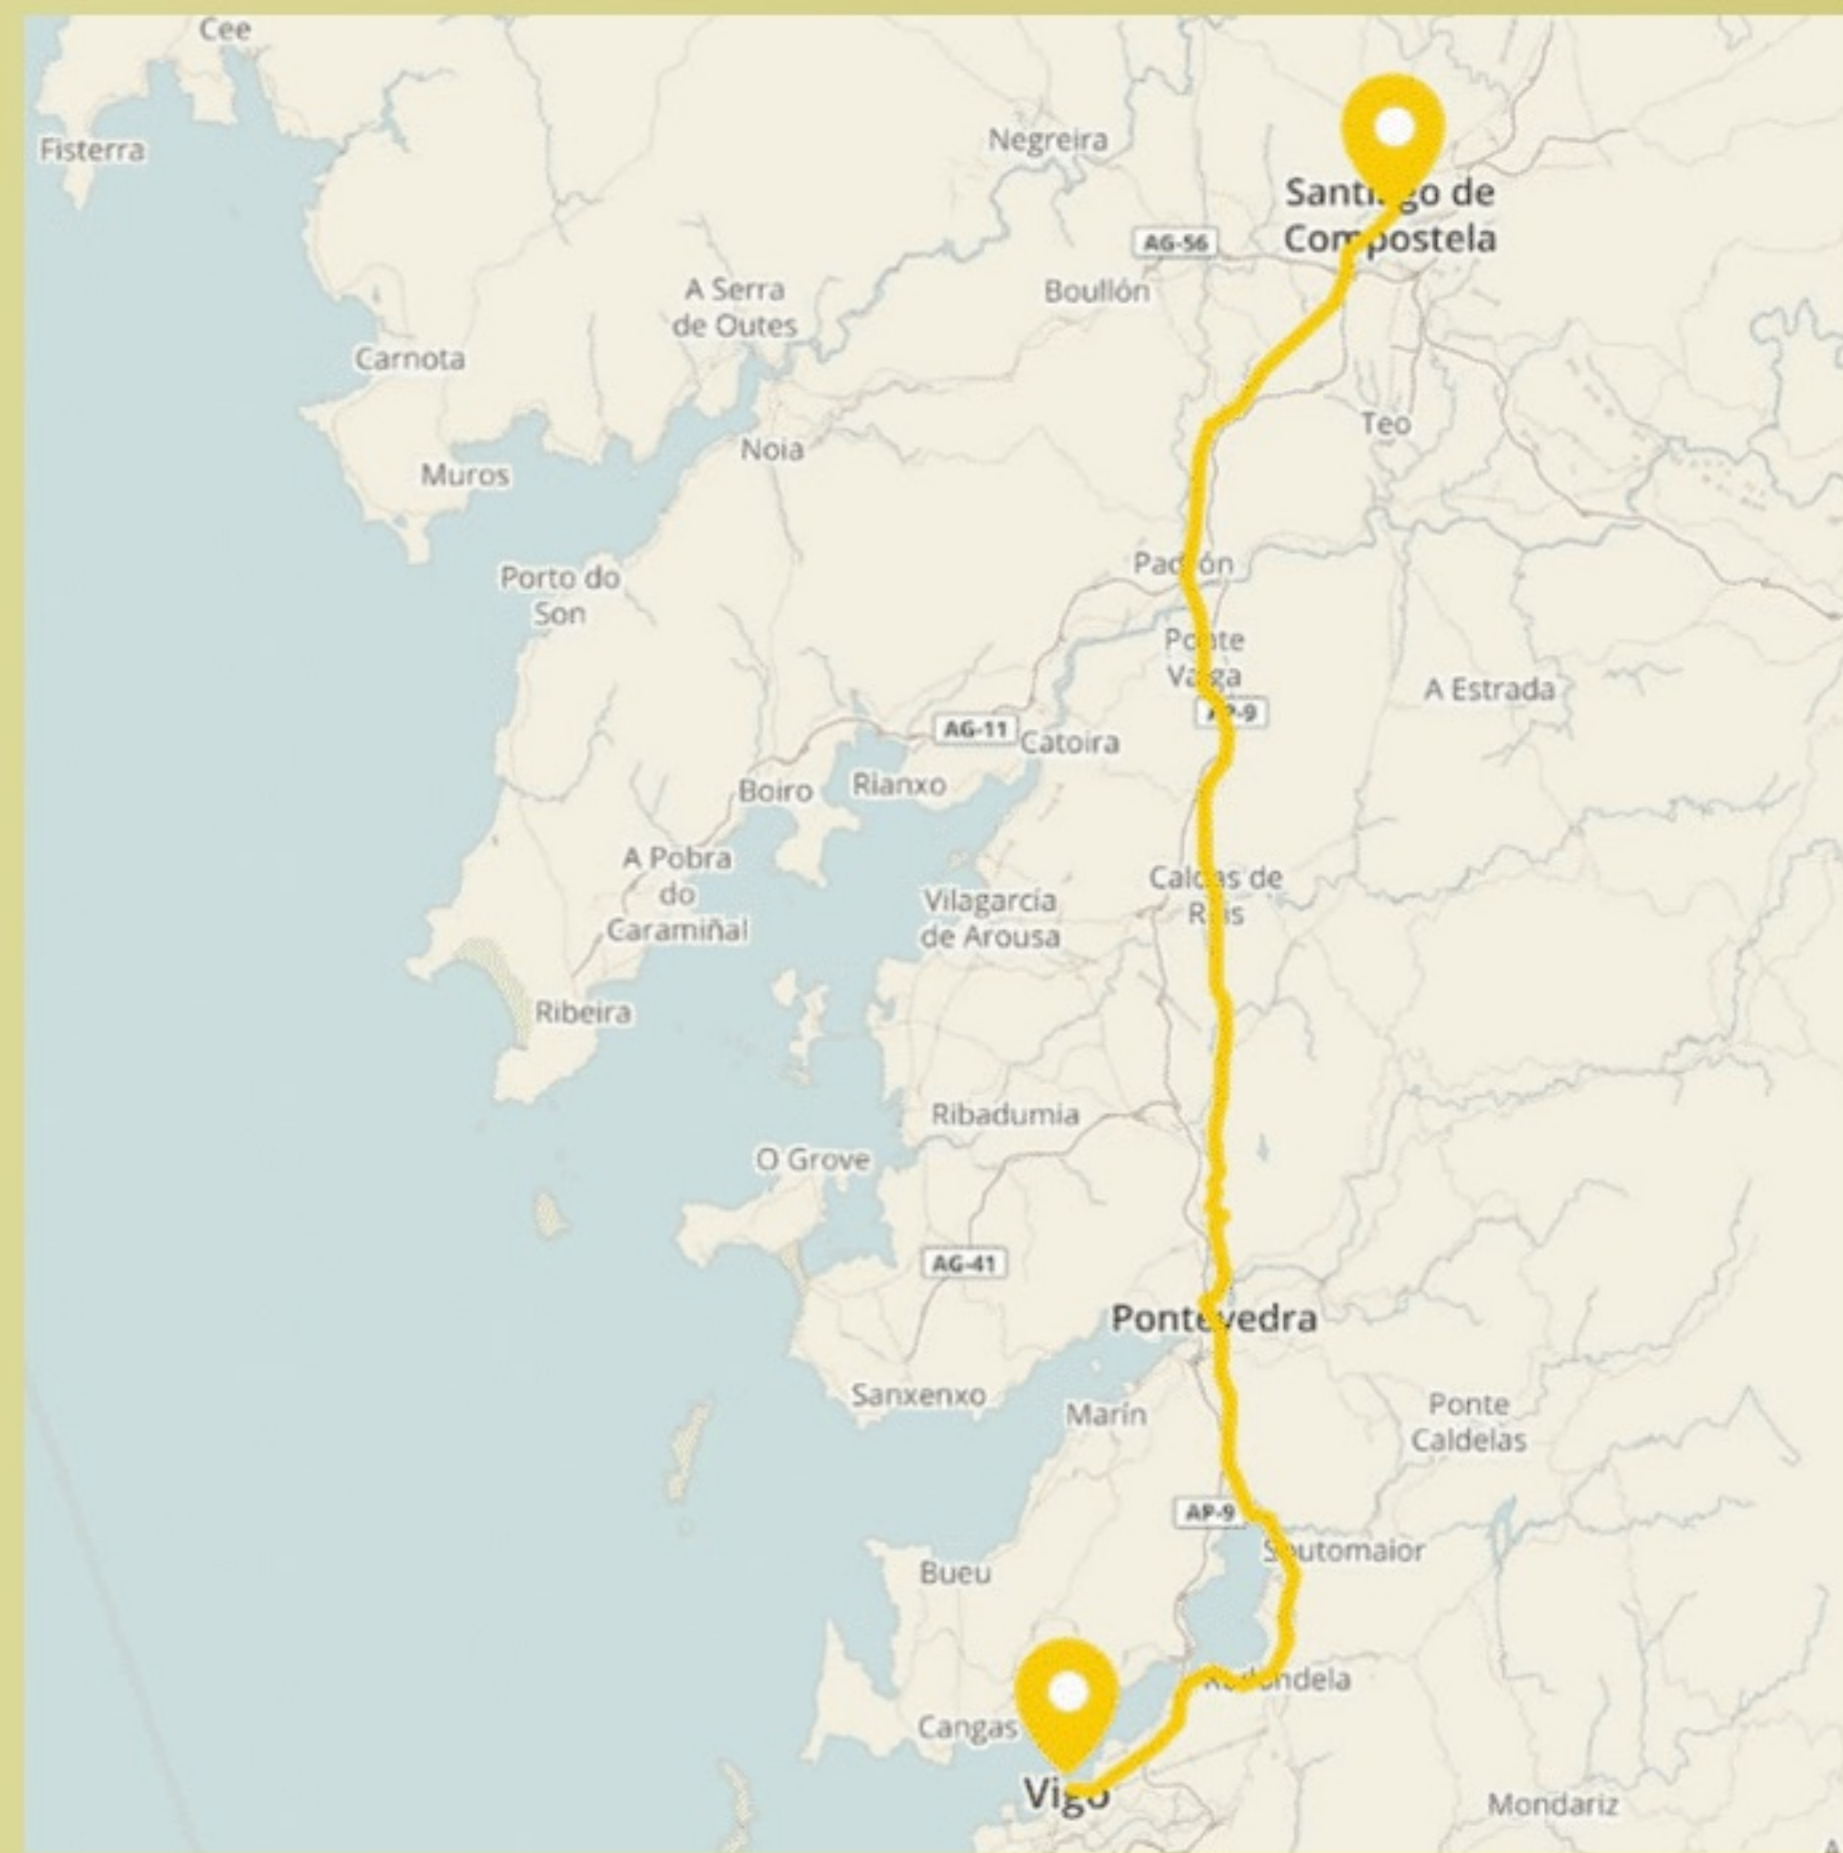 Cee
Fisterra
Negreira
Santiago de
Compostela
AG-56
Boullón
A Serra
de Outes
Carnota
Teo
Noia
Muros
Padrón
Porto do
Son
Ponte
Valga
A Estrada
AP-9
AG-11
Catoira
Boiro
Rianxo
A Pobra
do
Caramiñal
Caldas de
Reis
Vilagarcía
de Arousa
Ribeira
Ribadumia
O Grove
AG-41
Pontevedra
Sanxenxo
Marín
Ponte
Caldelas
AP-9
Soutomaior
Bueu
Redondela
Cangas
Vigo
Mondariz